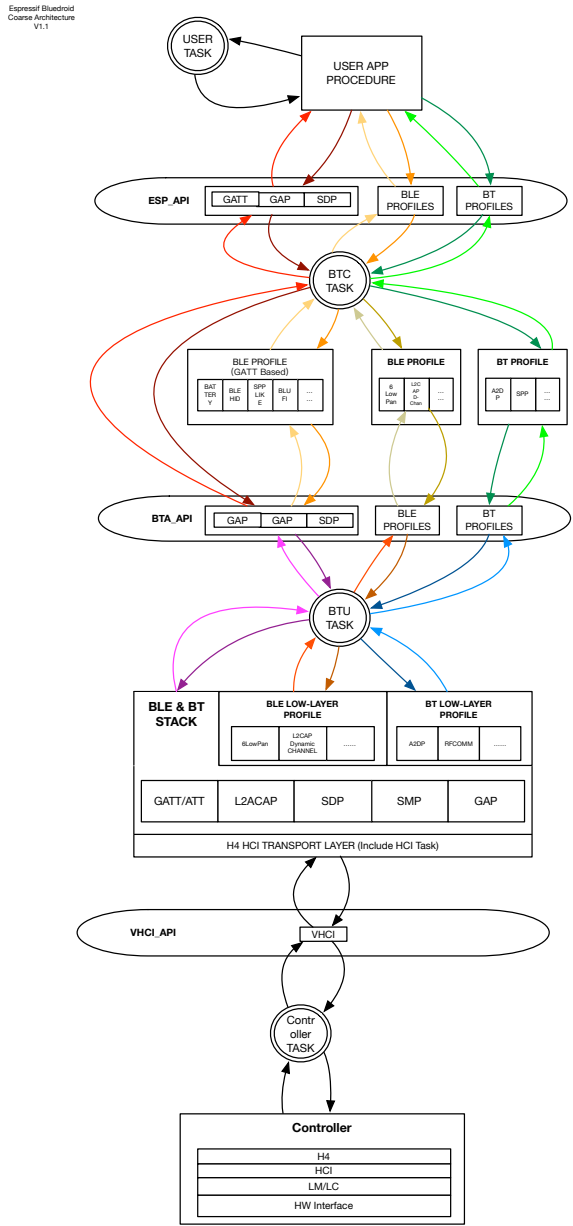 Espressif Bluedroid
Coarse Architecture
V1.1
USER
TASK
USER APP
PROCEDURE
ESP_API
GATT
GAP
SDP
BLE
PROFILES
BT
PROFILES
BTC
TASK
BLE PROFILE
(GATT Based)
BAT
TER
Y
BLE
HID
SPP
LIK
E
BLU
FI
...
...
BLE PROFILE
6
Low
Pan
L2C
AP
D-
Chan
...
...
BT PROFILE
A2D
P
SPP
...
...
BTA_API
GAP
GAP
SDP
BLE
PROFILES
BT
PROFILES
BTU
TASK
BLE & BT
STACK
BLE LOW-LAYER
PROFILE
6LowPan
L2CAP
Dynamic
CHANNEL
......
BT LOW-LAYER
PROFILE
A2DP
RFCOMM
......
GATT/ATT
L2ACAP
SDP
SMP
GAP
H4 HCI TRANSPORT LAYER (Include HCI Task)
VHCI_API
VHCI
Contr
oller
TASK
Controller
H4
HCI
LM/LC
HW Interface